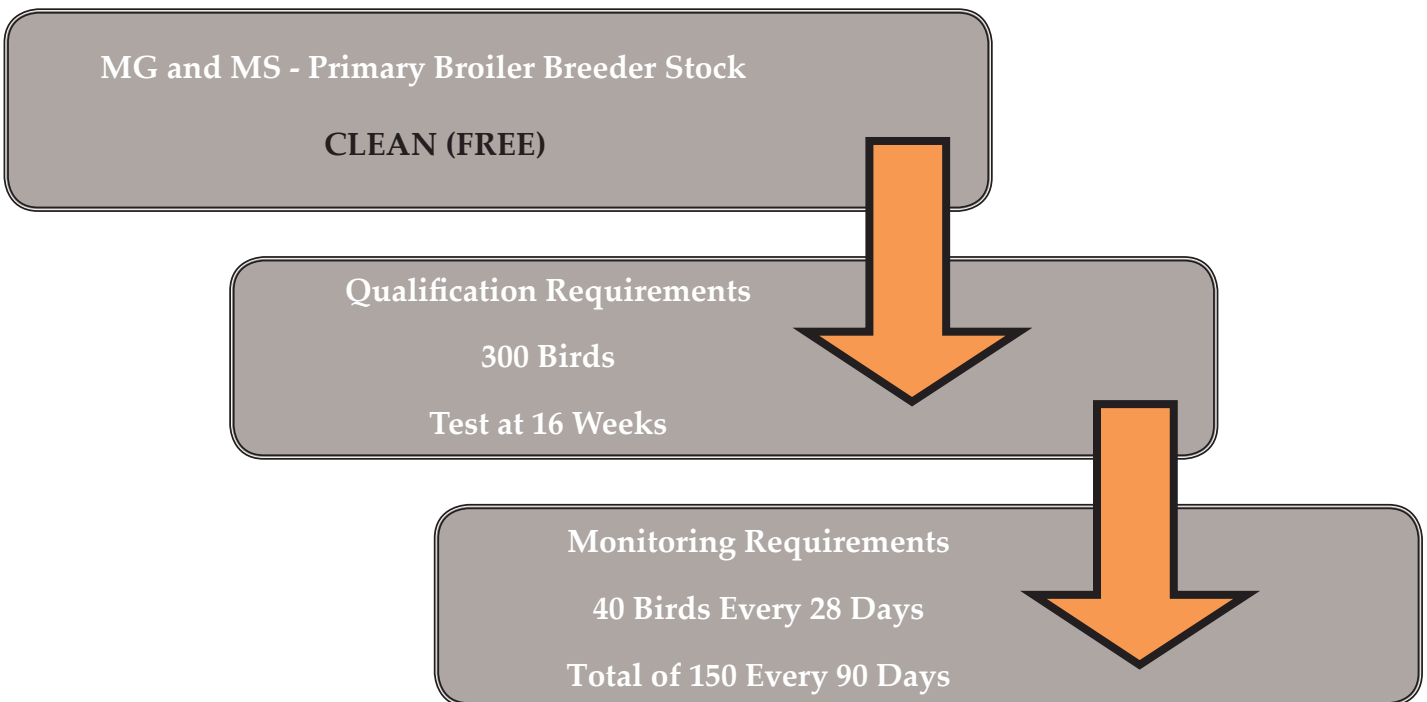 MG and MS - Primary Broiler Breeder Stock
CLEAN (FREE)
Qualification Requirements
300 Birds
Test at 16 Weeks
Monitoring Requirements
40 Birds Every 28 Days
Total of 150 Every 90 Days